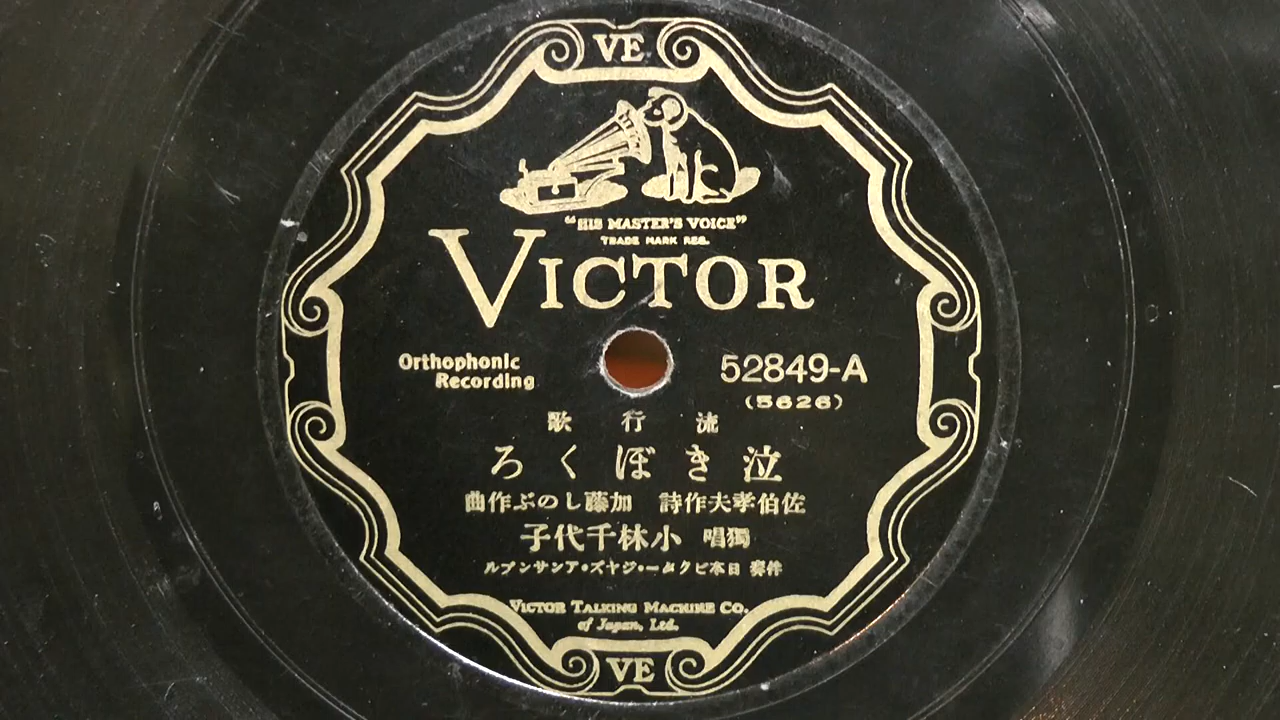 VE
"HIS MASTER'S VOICE"
TRADE MARK REG.
VICTOR
Orthophonic
Recording
52849-A
(5626)
流行歌
泣きぼくろ
佐伯孝夫作詩 加藤しのぶ作曲
獨唱 小林千代子
伴奏 日本ビクター・ジャズ・アンサンブル
VICTOR TALKING MACHINE CO.
of Japan, Ltd.
VE